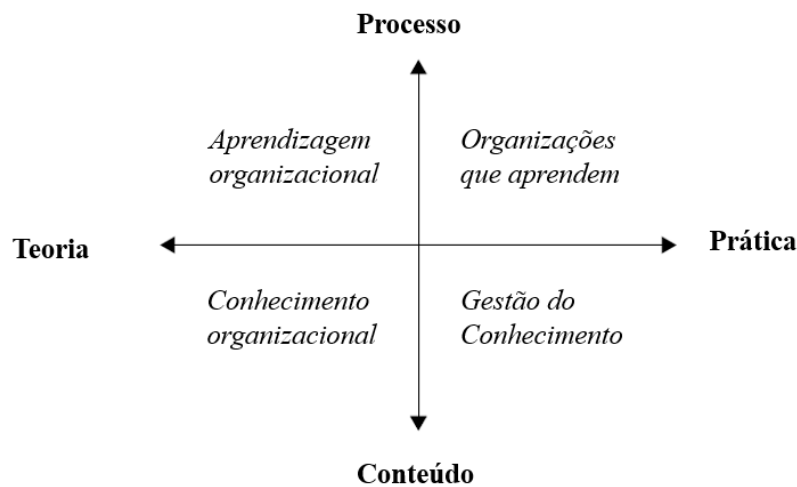 Processo
Aprendizagem
organizacional
Organizações
que aprendem
Teoria
Prática
Conhecimento
organizacional
Gestão do
Conhecimento
Conteúdo